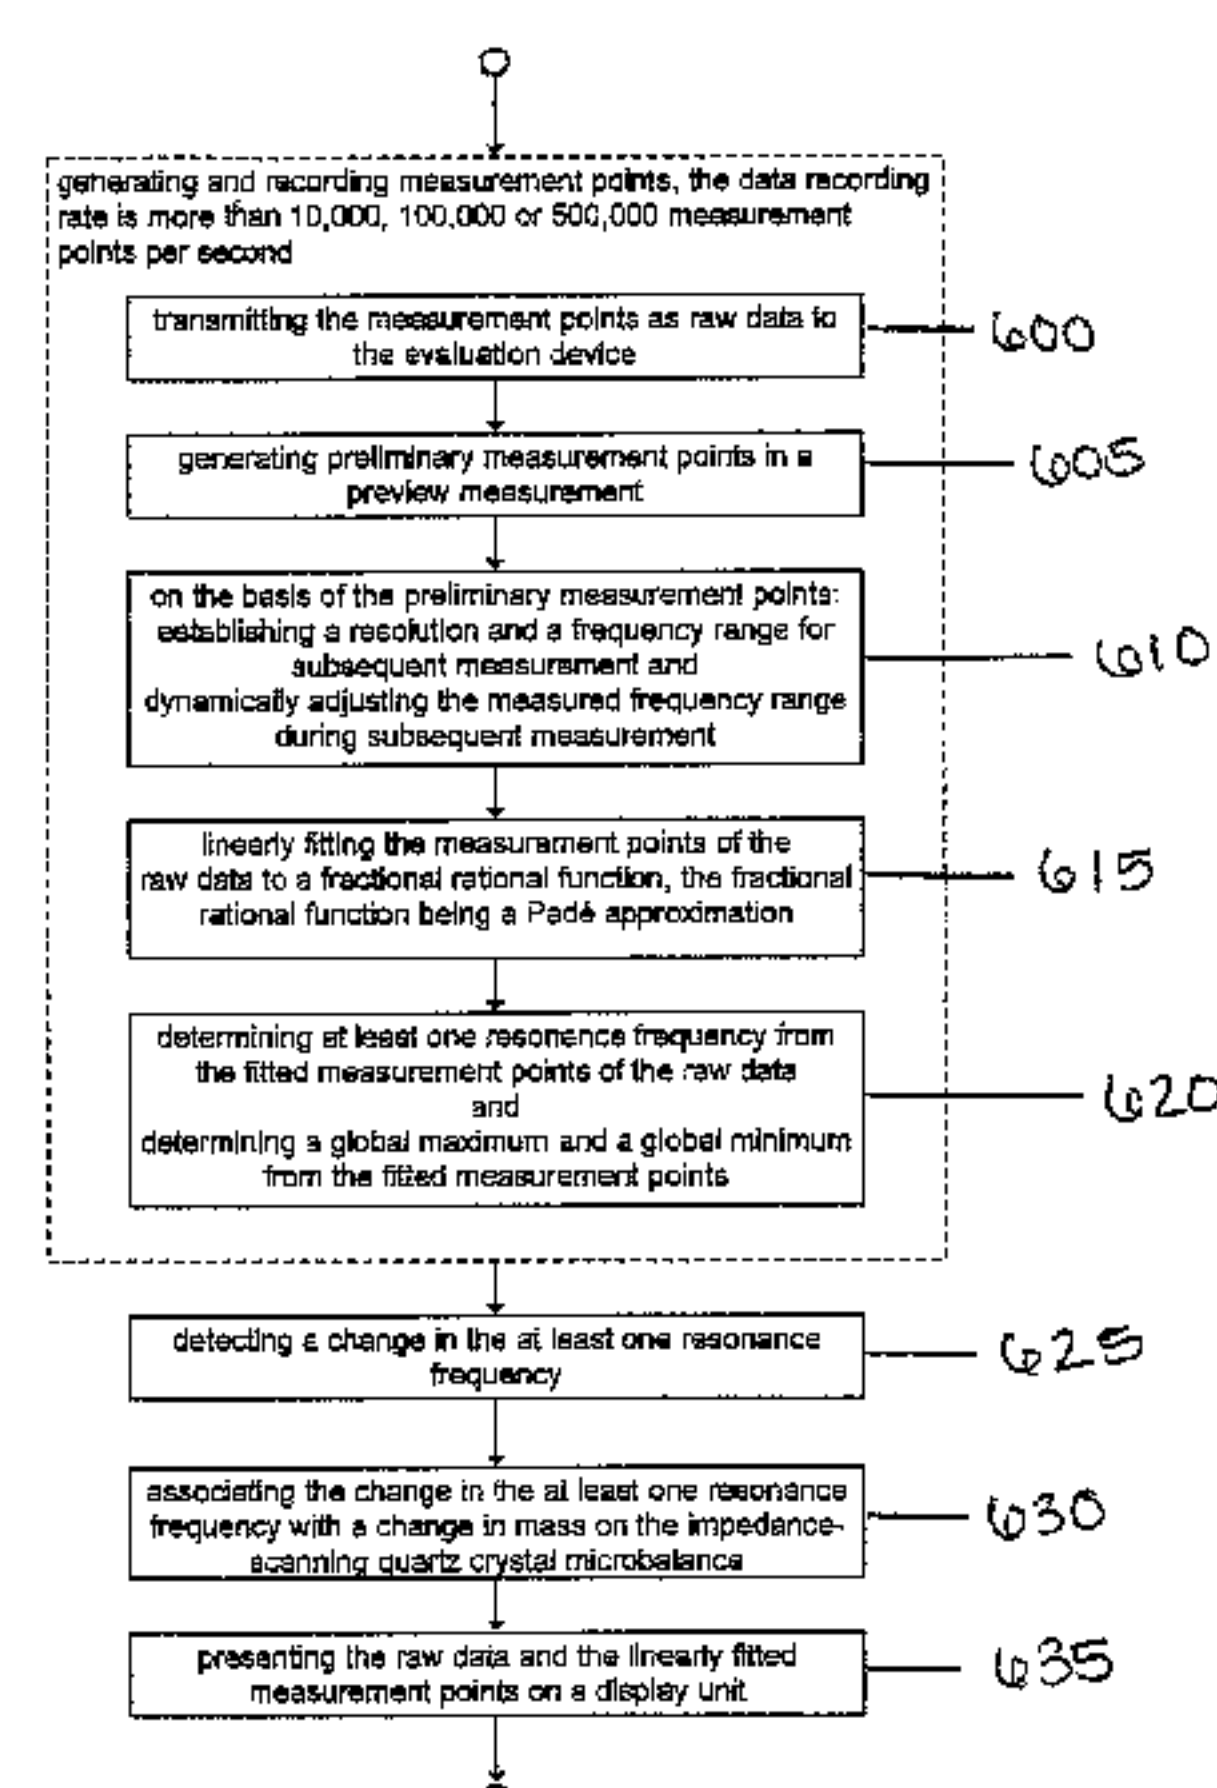 generating and recording measurement points, the data recording
rate is more than 10,000, 100,000 or 500,000 measurement
points per second
transmitting the measurement points as raw data to
the evaluation device
600
generating preliminary measurement points in a
preview measurement
605
on the basis of the preliminary measurement points:
establishing a resolution and a frequency range for
subsequent measurement and
dynamically adjusting the measured frequency range
during subsequent measurement
610
linearly fitting the measurement points of the
raw data to a fractional rational function, the fractional
rational function being a Padé approximation
615
determining at least one resonance frequency from
the fitted measurement points of the raw data
and
determining a global maximum and a global minimum
from the fitted measurement points
620
detecting a change in the at least one resonance
frequency
625
associating the change in the at least one resonance
frequency with a change in mass on the impedance-
scanning quartz crystal microbalance
630
presenting the raw data and the linearly fitted
measurement points on a display unit
635